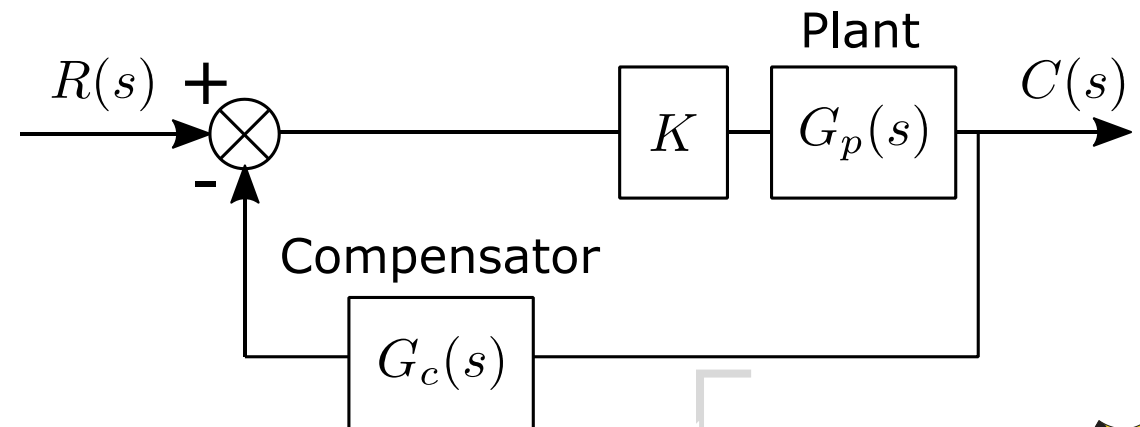 Plant
R(s) + C(s)
K G_p(s)
-
Compensator
G_c(s)